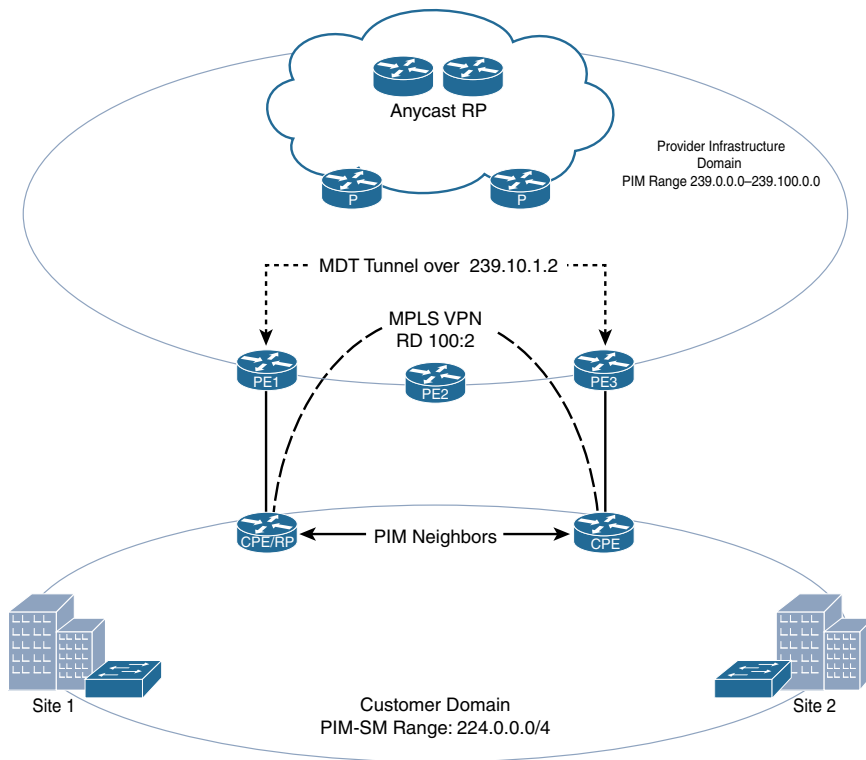 Anycast RP
Provider Infrastructure
Domain
PIM Range 239.0.0.0–239.100.0.0
P
P
MDT Tunnel over 239.10.1.2
MPLS VPN
RD 100:2
PE1
PE2
PE3
CPE/RP
PIM Neighbors
CPE
Site 1
Site 2
Customer Domain
PIM-SM Range: 224.0.0.0/4